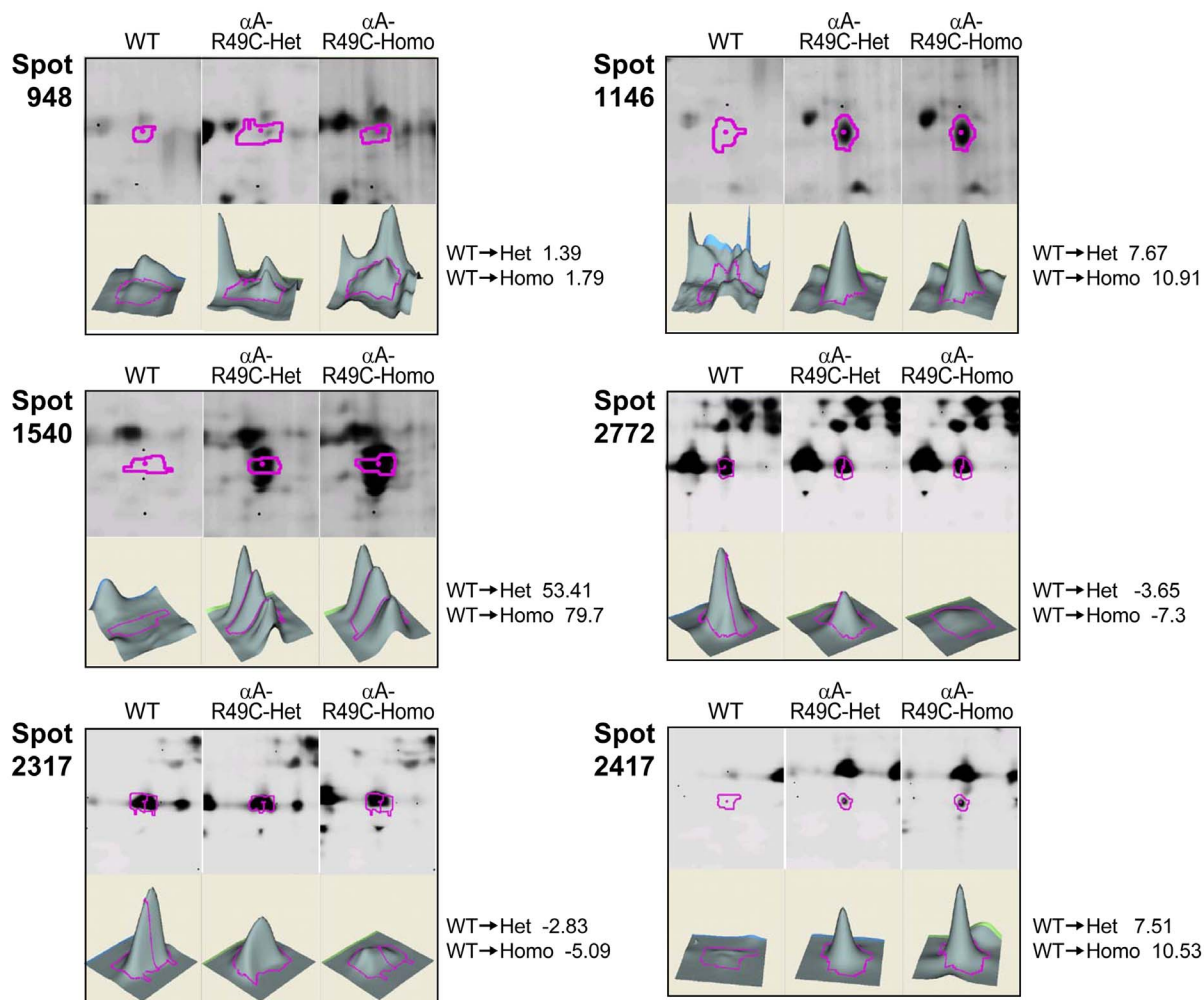 Spot 948
WT
αA-R49C-Het
αA-R49C-Homo
WT→Het 1.39
WT→Homo 1.79
Spot 1146
WT
αA-R49C-Het
αA-R49C-Homo
WT→Het 7.67
WT→Homo 10.91
Spot 1540
WT
αA-R49C-Het
αA-R49C-Homo
WT→Het 53.41
WT→Homo 79.7
Spot 2772
WT
αA-R49C-Het
αA-R49C-Homo
WT→Het -3.65
WT→Homo -7.3
Spot 2317
WT
αA-R49C-Het
αA-R49C-Homo
WT→Het -2.83
WT→Homo -5.09
Spot 2417
WT
αA-R49C-Het
αA-R49C-Homo
WT→Het 7.51
WT→Homo 10.53